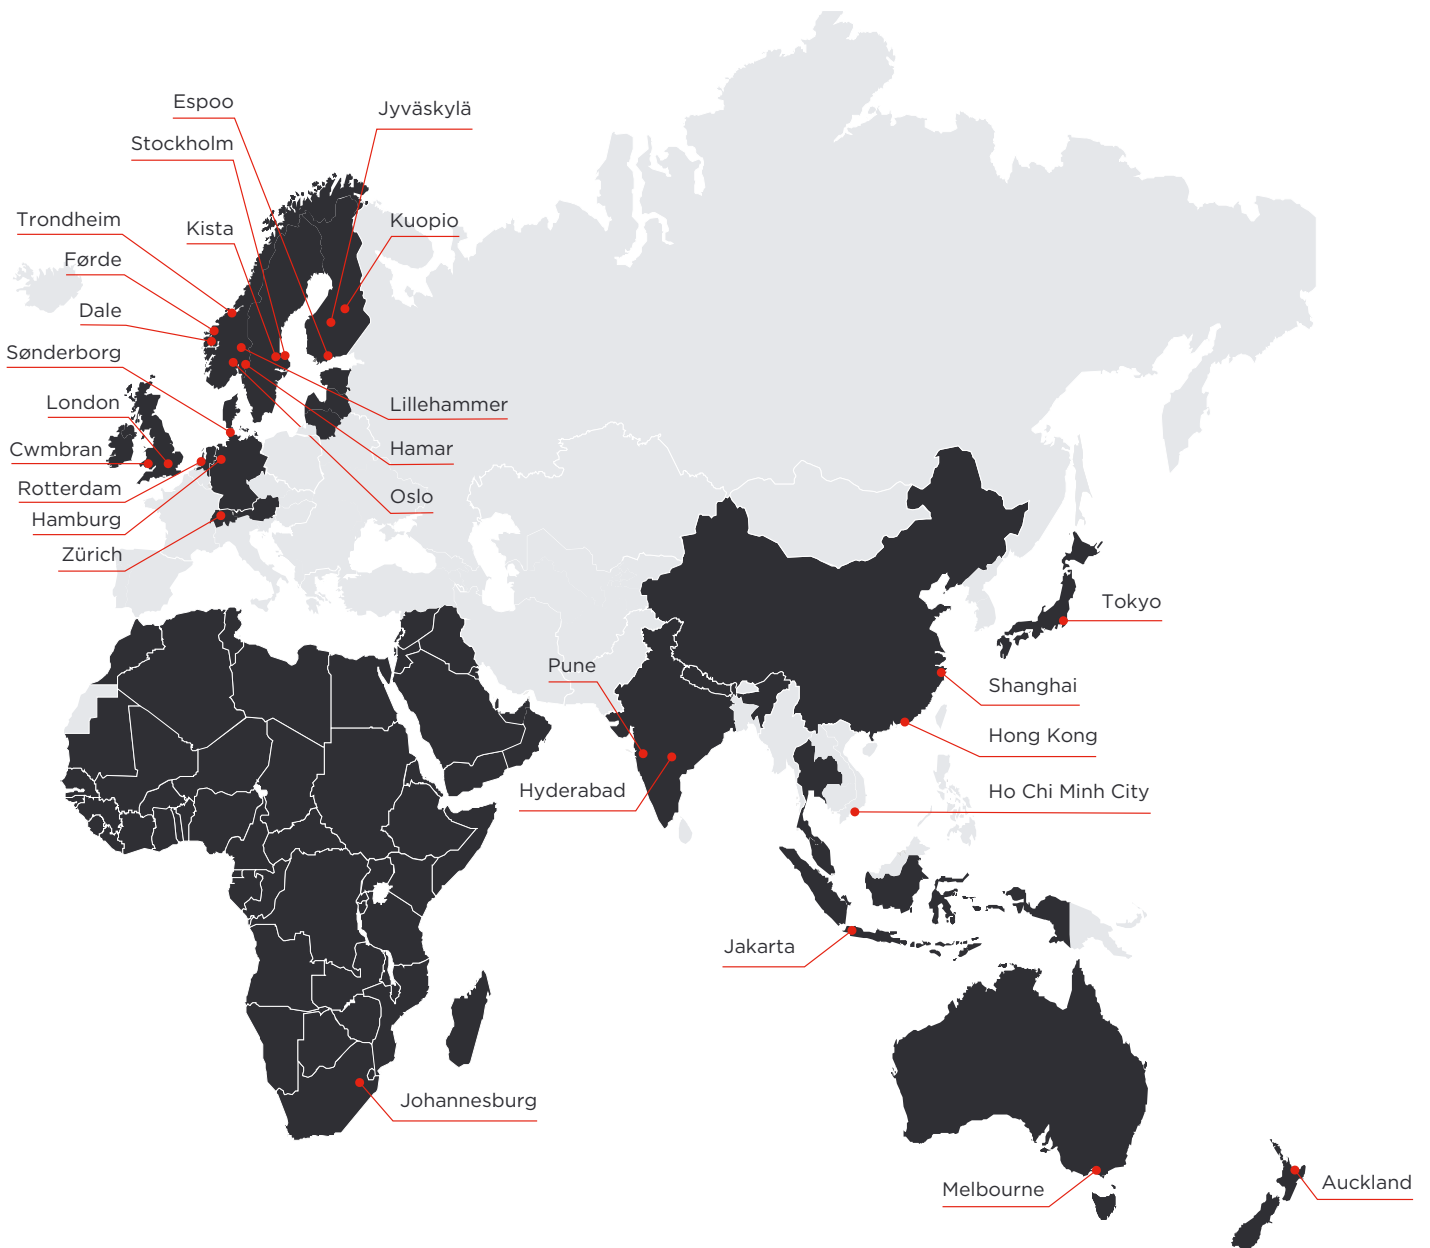 Espoo
Jyväskylä
Stockholm
Trondheim
Kista
Kuopio
Førde
Dale
Sønderborg
London
Lillehammer
Cwmbran
Hamar
Rotterdam
Oslo
Hamburg
Zürich
Tokyo
Pune
Shanghai
Hong Kong
Hyderabad
Ho Chi Minh City
Jakarta
Johannesburg
Melbourne
Auckland